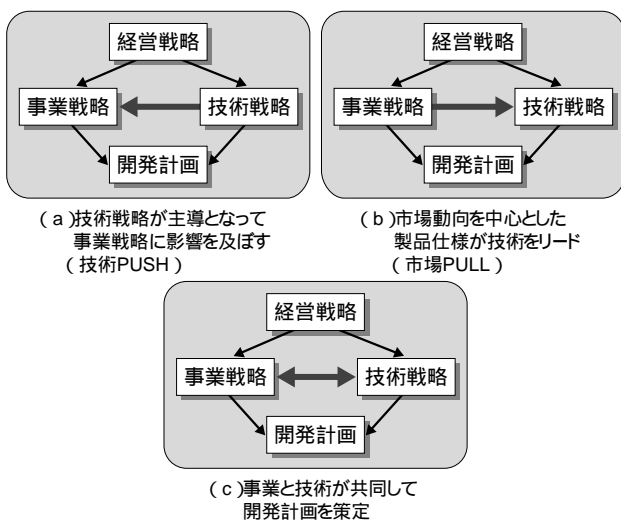 経営戦略
事業戦略 技術戦略
開発計画
(a)技術戦略が主導となって
事業戦略に影響を及ぼす
(技術PUSH)
経営戦略
事業戦略 技術戦略
開発計画
(b)市場動向を中心とした
製品仕様が技術をリード
(市場PULL)
経営戦略
事業戦略 技術戦略
開発計画
(c)事業と技術が共同して
開発計画を策定